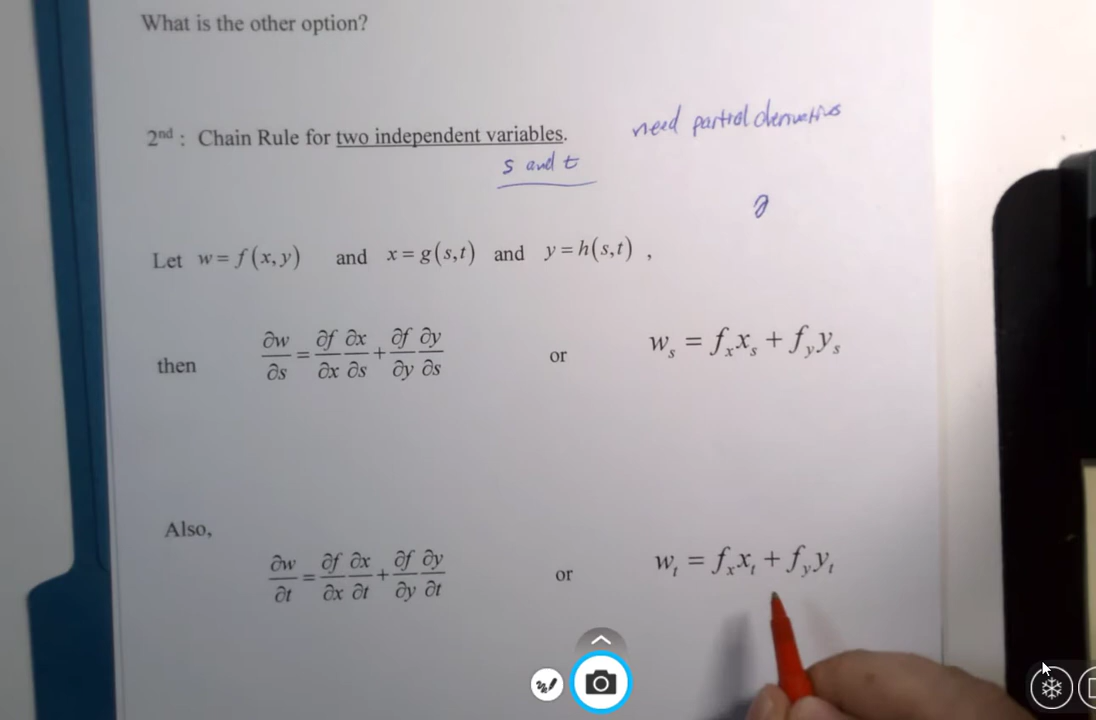 What is the other option?
2nd : Chain Rule for two independent variables. need partial derivatives
s and t
∂
Let w = f(x,y) and x = g(s,t) and y = h(s,t) ,
then ∂w/∂s = ∂f/∂x ∂x/∂s + ∂f/∂y ∂y/∂s or w_s = f_x x_s + f_y y_s
Also,
∂w/∂t = ∂f/∂x ∂x/∂t + ∂f/∂y ∂y/∂t or w_t = f_x x_t + f_y y_t